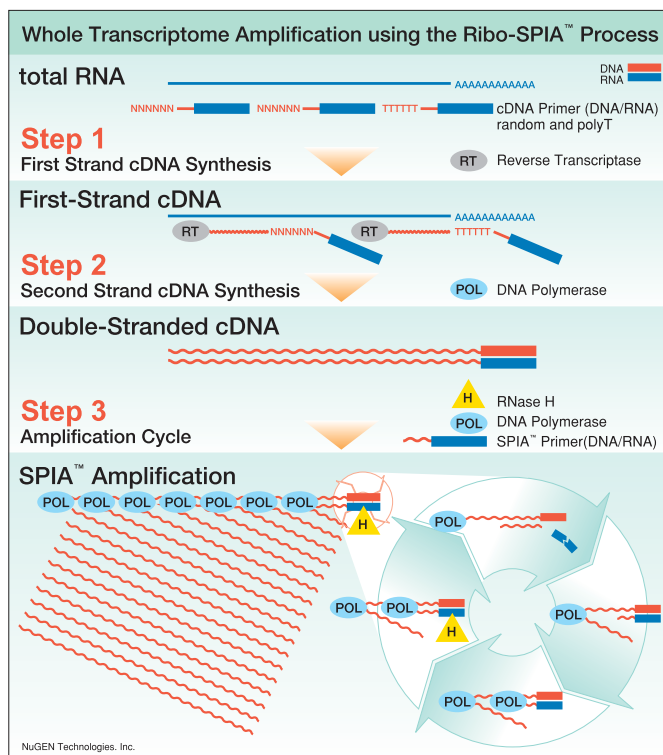 Whole Transcriptome Amplification using the Ribo-SPIA™ Process
total RNA
DNA
RNA
AAAAAAAAAAAA
NNNNNN
NNNNNN
TTTTTT
cDNA Primer (DNA/RNA)
random and polyT
Step 1
First Strand cDNA Synthesis
RT
Reverse Transcriptase
First-Strand cDNA
AAAAAAAAAAAA
RT
NNNNNN
RT
TTTTTT
Step 2
Second Strand cDNA Synthesis
POL
DNA Polymerase
Double-Stranded cDNA
Step 3
Amplification Cycle
H
RNase H
POL
DNA Polymerase
SPIA™ Primer(DNA/RNA)
SPIA™ Amplification
POL POL POL POL POL POL POL
H
POL
POL POL
H
POL
POL POL
NuGEN Technologies. Inc.